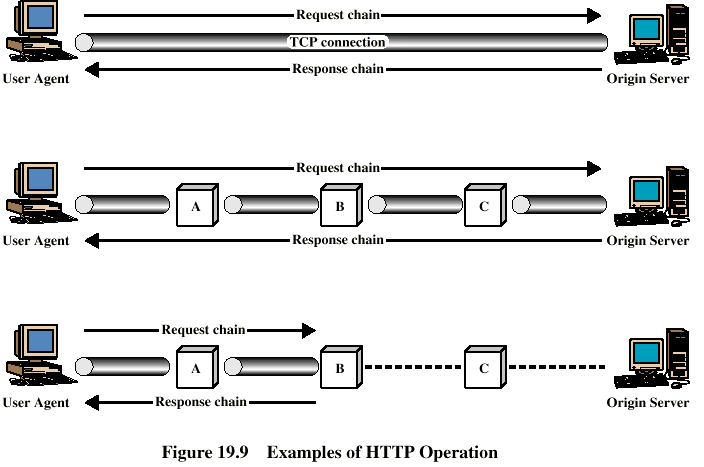 Request chain
TCP connection
Response chain
User Agent
Origin Server
Request chain
A
B
C
Response chain
User Agent
Origin Server
Request chain
A
B
C
Response chain
User Agent
Origin Server
Figure 19.9 Examples of HTTP Operation